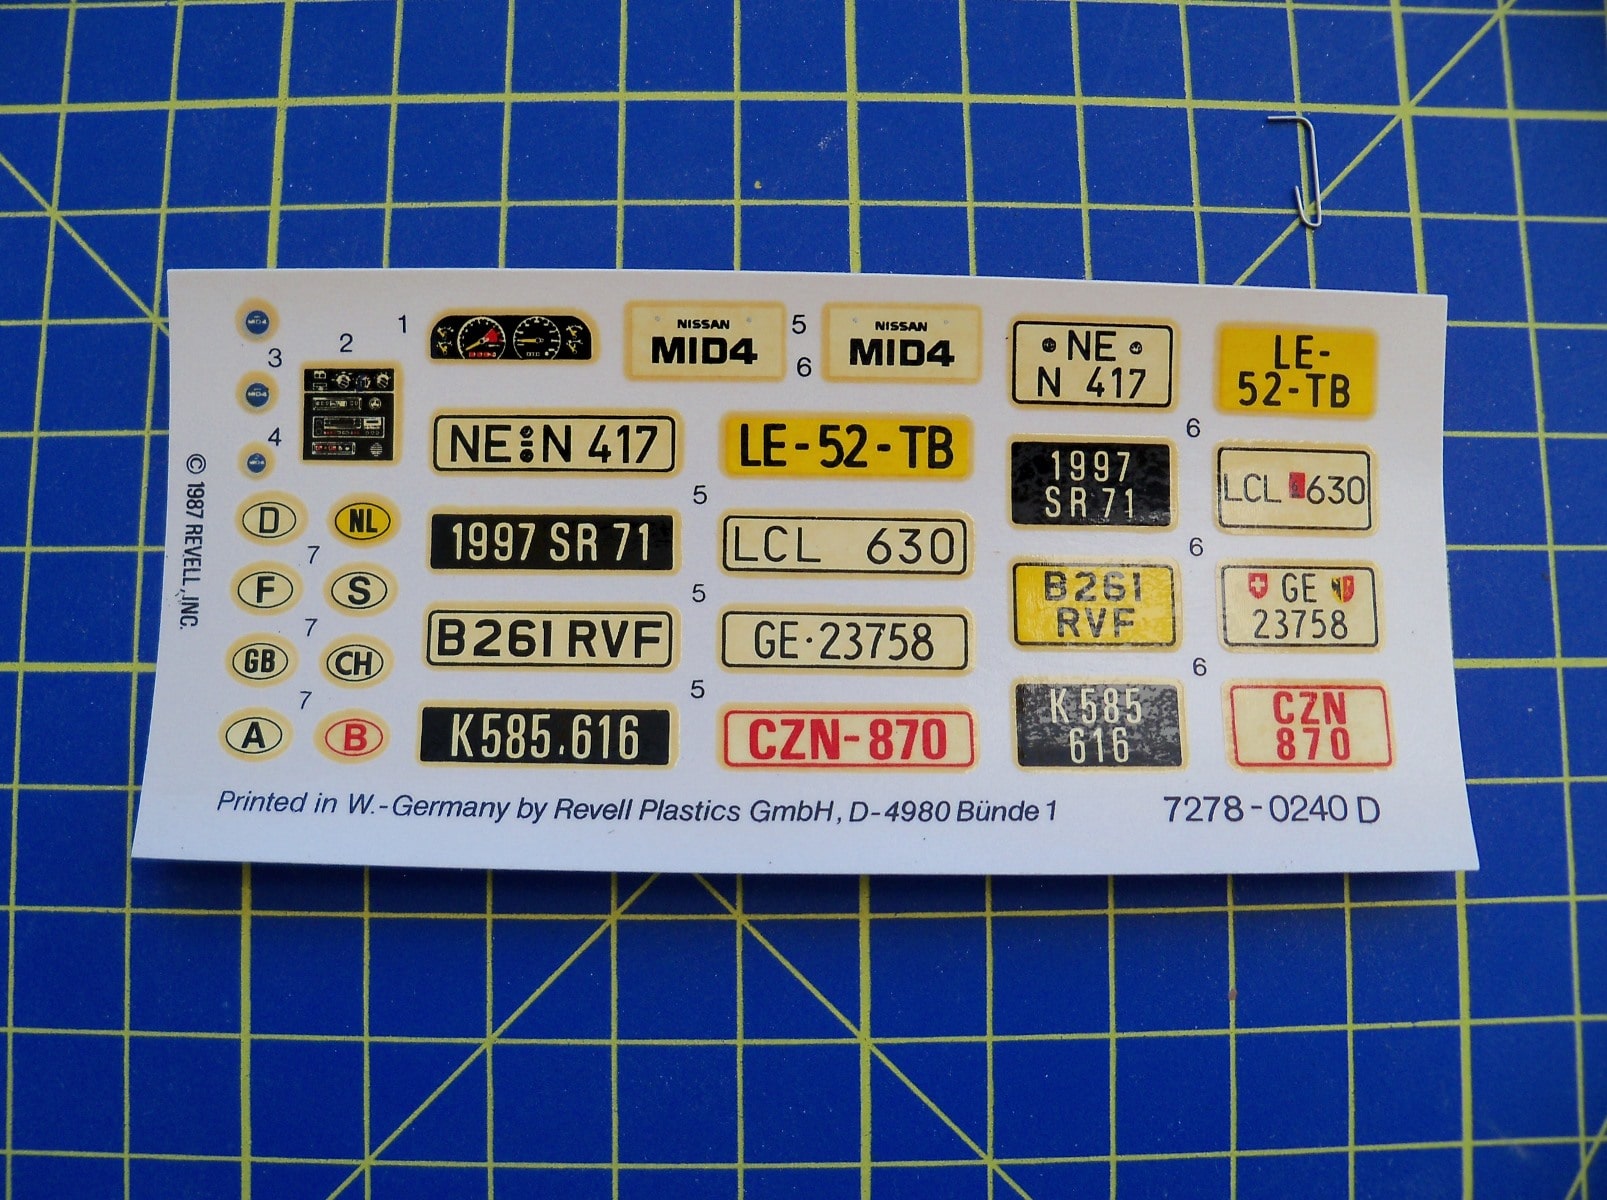 3
4
2
1
© 1987 REVELL, INC.
D
NL
7
F
S
7
GB
CH
7
A
B
NISSAN
MID4
5
6
NISSAN
MID4
NE N 417
LE-52-TB
5
1997 SR 71
LCL 630
5
B261 RVF
GE·23758
5
K585.616
CZN-870
NE
N 417
LE-
52-TB
6
1997
SR 71
LCL 630
6
B261
RVF
GE
23758
6
K 585
616
CZN
870
Printed in W.-Germany by Revell Plastics GmbH, D-4980 Bünde 1
7278-0240 D